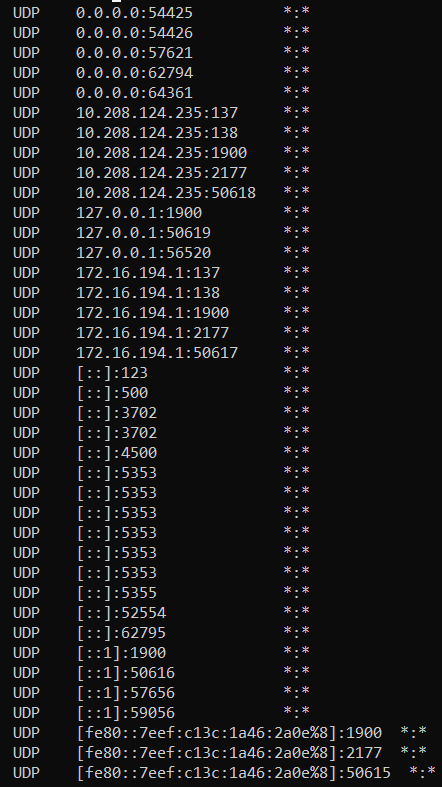 UDP    0.0.0.0:54425          *:*
UDP    0.0.0.0:54426          *:*
UDP    0.0.0.0:57621          *:*
UDP    0.0.0.0:62794          *:*
UDP    0.0.0.0:64361          *:*
UDP    10.208.124.235:137     *:*
UDP    10.208.124.235:138     *:*
UDP    10.208.124.235:1900    *:*
UDP    10.208.124.235:2177    *:*
UDP    10.208.124.235:50618   *:*
UDP    127.0.0.1:1900         *:*
UDP    127.0.0.1:50619        *:*
UDP    127.0.0.1:56520        *:*
UDP    172.16.194.1:137       *:*
UDP    172.16.194.1:138       *:*
UDP    172.16.194.1:1900      *:*
UDP    172.16.194.1:2177      *:*
UDP    172.16.194.1:50617     *:*
UDP    [::]:123               *:*
UDP    [::]:500               *:*
UDP    [::]:3702              *:*
UDP    [::]:3702              *:*
UDP    [::]:4500              *:*
UDP    [::]:5353              *:*
UDP    [::]:5353              *:*
UDP    [::]:5353              *:*
UDP    [::]:5353              *:*
UDP    [::]:5353              *:*
UDP    [::]:5353              *:*
UDP    [::]:5355              *:*
UDP    [::]:52554             *:*
UDP    [::]:62795             *:*
UDP    [::1]:1900             *:*
UDP    [::1]:50616            *:*
UDP    [::1]:57656            *:*
UDP    [::1]:59056            *:*
UDP    [fe80::7eef:c13c:1a46:2a0e%8]:1900  *:*
UDP    [fe80::7eef:c13c:1a46:2a0e%8]:2177  *:*
UDP    [fe80::7eef:c13c:1a46:2a0e%8]:50615  *:*